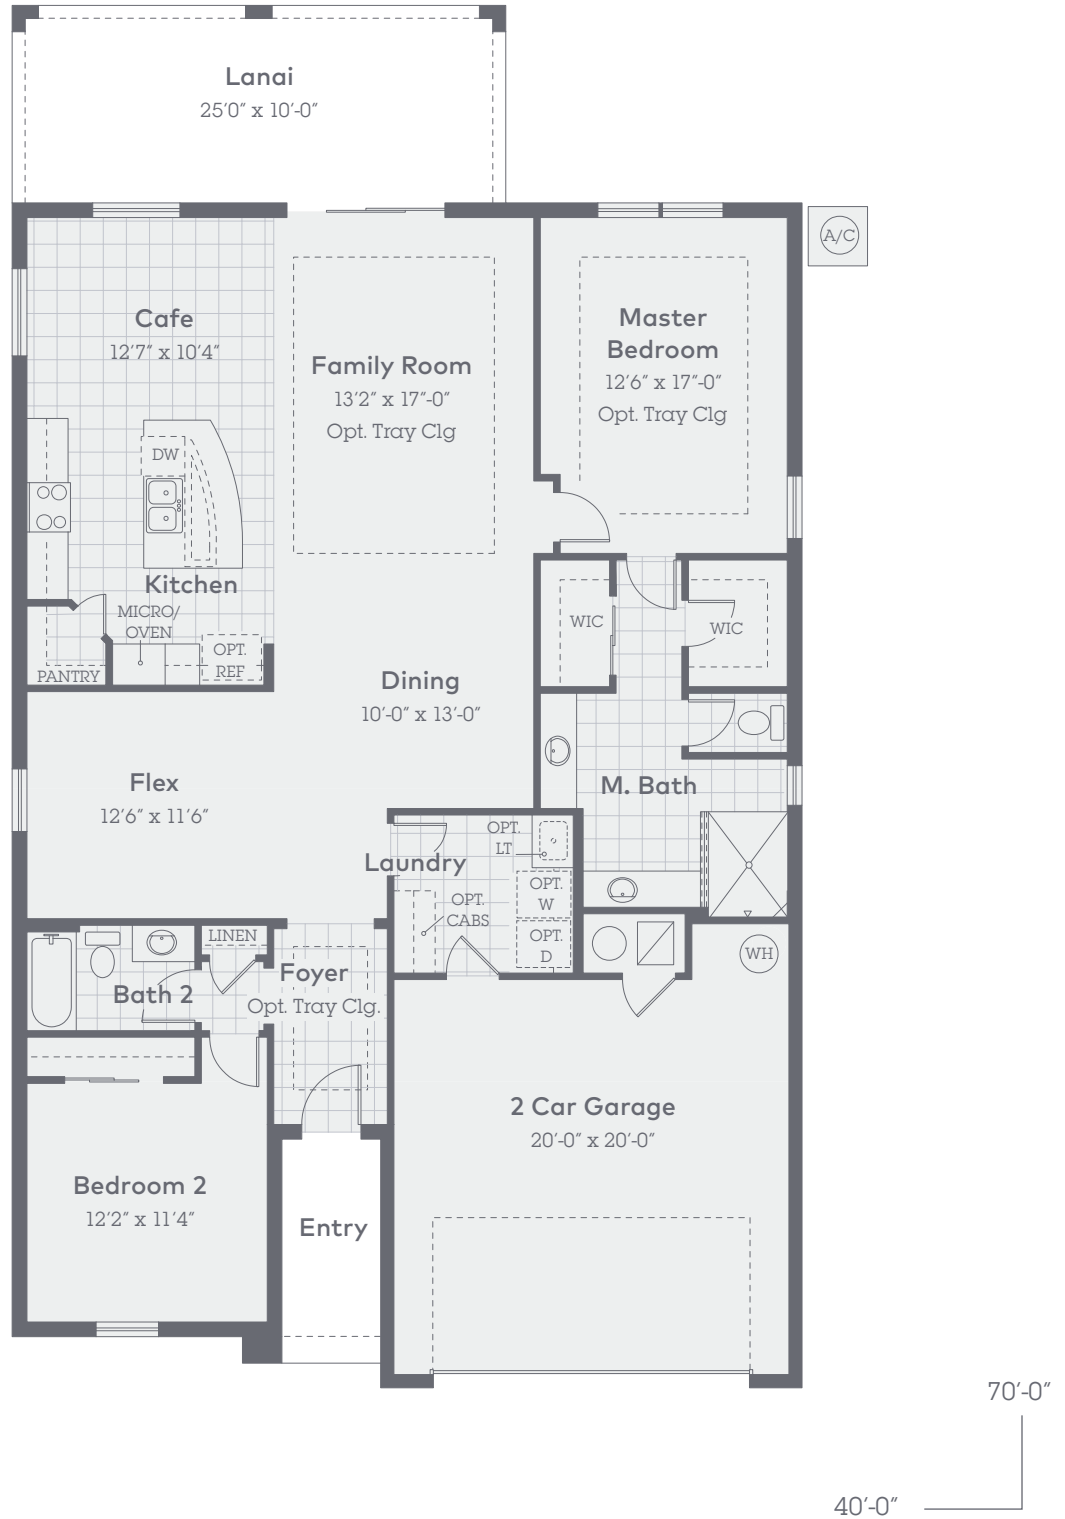 Lanai
25'0" x 10'-0"
A/C
Cafe
12'7" x 10'4"
Family Room
13'2" x 17"-0"
Opt. Tray Clg
Master
Bedroom
12'6" x 17"-0"
Opt. Tray Clg
DW
Kitchen
MICRO/
OVEN
OPT.
REF
PANTRY
WIC
WIC
Dining
10'-0" x 13'-0"
Flex
12'6" x 11'6"
M. Bath
Laundry
OPT.
LT
OPT.
W
OPT.
CABS
OPT.
D
LINEN
WH
Foyer
Opt. Tray Clg.
Bath 2
2 Car Garage
20'-0" x 20'-0"
Bedroom 2
12'2" x 11'4"
Entry
70'-0"
40'-0"